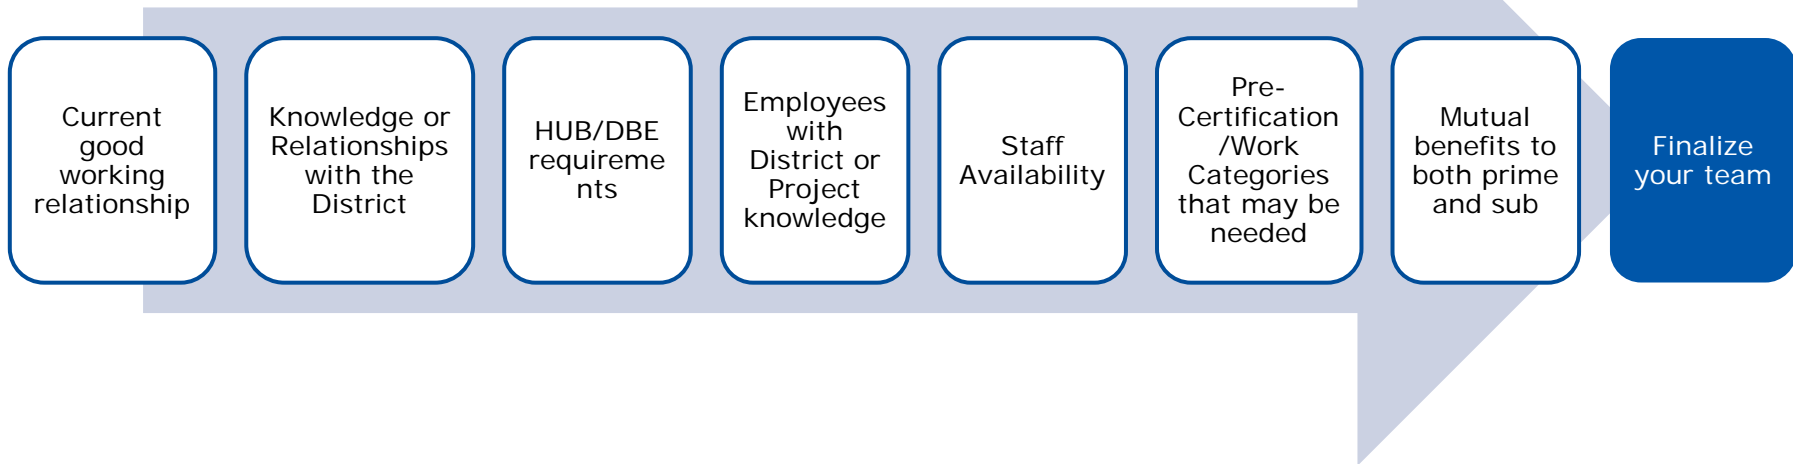 Current
good
working
relationship
Knowledge or
Relationships
with the
District
HUB/DBE
requireme
nts
Employees
with
District or
Project
knowledge
Staff
Availability
Pre-
Certification
/Work
Categories
that may be
needed
Mutual
benefits to
both prime
and sub
Finalize
your team